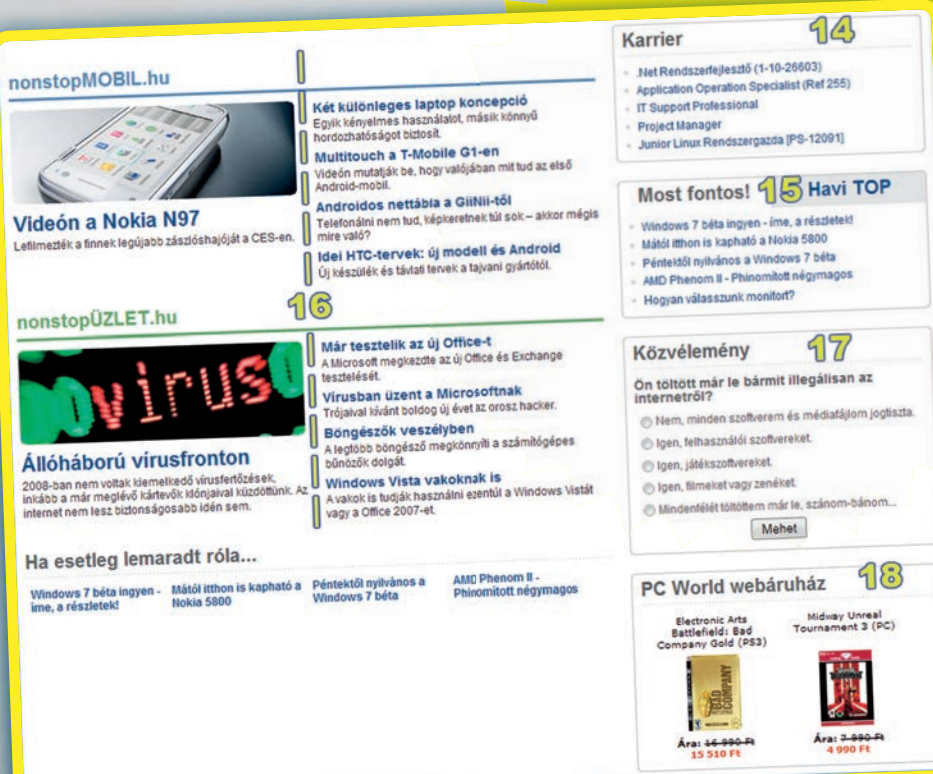 nonstopMOBIL.hu
Videón a Nokia N97
Lefilmezték a finnek legújabb zászlóshajóját a CES-en.
Két különleges laptop koncepció
Egyik kényelmes használatot, másik könnyű
hordozhatóságot biztosít.
Multitouch a T-Mobile G1-en
Videón mutatják be, hogy valójában mit tud az első
Android-mobil.
Androidos nettábla a GiiNii-től
Telefonálni nem tud, képkeretnek túl sok – akkor mégis
mire való?
Idei HTC-tervek: új modell és Android
Új készülék és távlati tervek a tajvani gyártótól.
16
nonstopÜZLET.hu
vírus
Állóháború vírusfronton
2008-ban nem voltak kiemelkedő vírusfertőzések,
inkább a már meglévő kártevők klónjaival küzdöttünk. Az
internet nem lesz biztonságosabb idén sem.
Már tesztelik az új Office-t
A Microsoft megkezdte az új Office és Exchange
tesztelését.
Vírusban üzent a Microsoftnak
Trójaival kívánt boldog új évet az orosz hacker.
Böngészők veszélyben
A legtöbb böngésző megkönnyíti a számítógépes
bűnözők dolgát.
Windows Vista vakoknak is
A vakok is tudják használni ezentúl a Windows Vistát
vagy a Office 2007-et.
Ha esetleg lemaradt róla...
Windows 7 béta ingyen -
íme, a részletek!
Mától itthon is kapható a
Nokia 5800
Péntektől nyilvános a
Windows 7 béta
AMD Phenom II -
Phinomított négymagos
Karrier 14
.Net Rendszerfejlesztő (1-10-26603)
Application Operation Specialist (Ref 255)
IT Support Professional
Project Manager
Junior Linux Rendszergazda [PS-12091]
Most fontos! 15 Havi TOP
Windows 7 béta ingyen - íme, a részletek!
Mától itthon is kapható a Nokia 5800
Péntektől nyilvános a Windows 7 béta
AMD Phenom II - Phinomított négymagos
Hogyan válasszunk monitort?
Közvélemény 17
Ön töltött már le bármit illegálisan az
internetről?
Nem, minden szoftverem és médiafájlom jogtiszta.
Igen, felhasználói szoftvereket.
Igen, játékszoftvereket.
Igen, filmeket vagy zenéket.
Mindenfélét töltöttem már le, szánom-bánom...
Mehet
PC World webáruház 18
Electronic Arts
Battlefield: Bad
Company Gold (PS3)
BAD
COMPANY
Ára: 16 990 Ft
15 510 Ft
Midway Unreal
Tournament 3 (PC)
Ára: 7 990 Ft
4 990 Ft